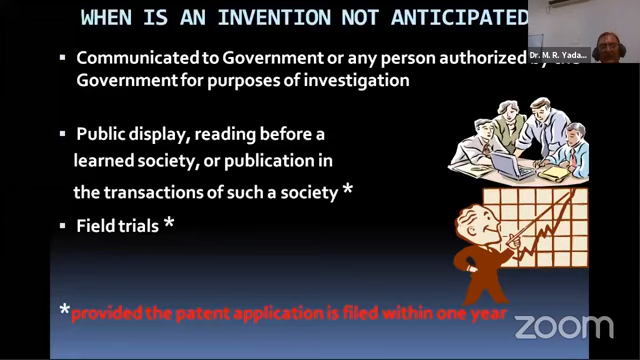 WHEN IS AN INVENTION NOT ANTICIPATED
Dr. M. R. Yada...
▪ Communicated to Government or any person authorized by the
Government for purposes of investigation
▪ Public display, reading before a
learned society, or publication in
the transactions of such a society *
▪ Field trials *
*provided the patent application is filed within one year
zoom